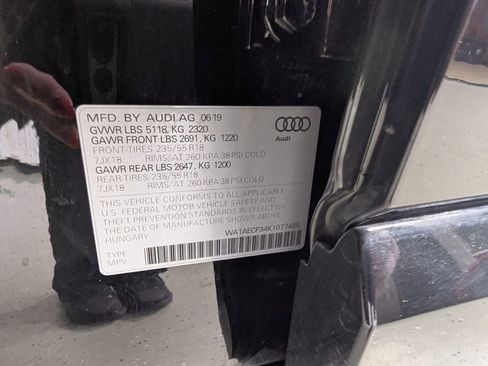 MFD. BY AUDI AG 06.19
GVWR LBS 5118, KG 2320
GAWR FRONT LBS 2691, KG 1220
FRONT-TIRES 235/55 R18
7JX18 RIMS/ AT 260 KPA/38 PSI COLD
GAWR REAR LBS 2647, KG 1200
REAR-TIRES 235/55 R18
7JX18 RIMS/ AT 260 KPA/38 PSI COLD
THIS VEHICLE CONFORMS TO ALL APPLICABLE
U.S. FEDERAL MOTOR VEHICLE SAFETY AND
THEFT PREVENTION STANDARDS IN EFFECT ON
THE DATE OF MANUFACTURE SHOWN ABOVE
HUNGARY
Audi
WA1AECF34K1077465
TYPE
MPV